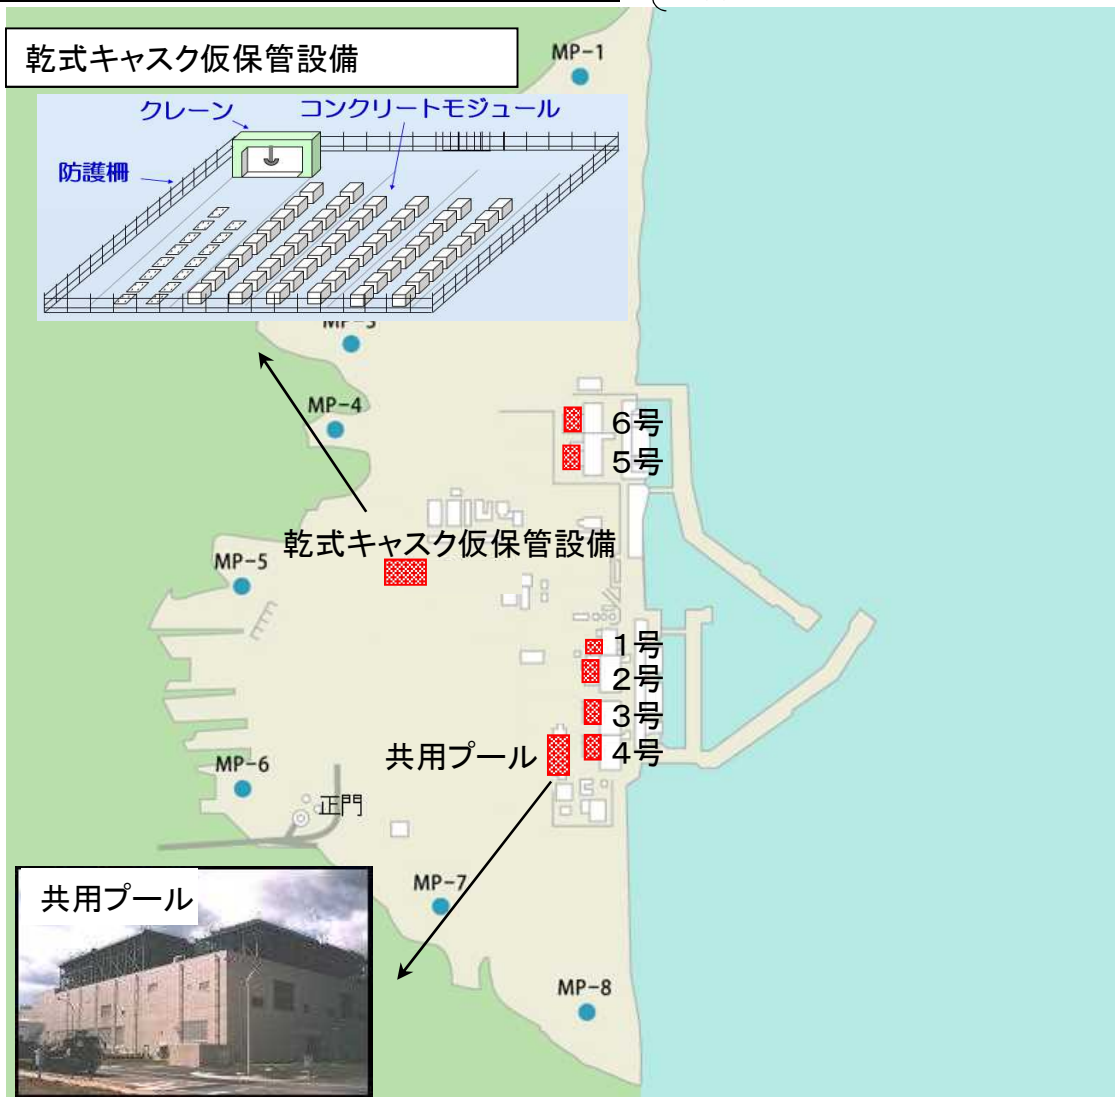 乾式キャスク仮保管設備
MP-1
クレーン
コンクリートモジュール
防護柵
MP-3
MP-4
6号
5号
乾式キャスク仮保管設備
MP-5
1号
2号
3号
共用プール
4号
MP-6
正門
共用プール
MP-7
MP-8